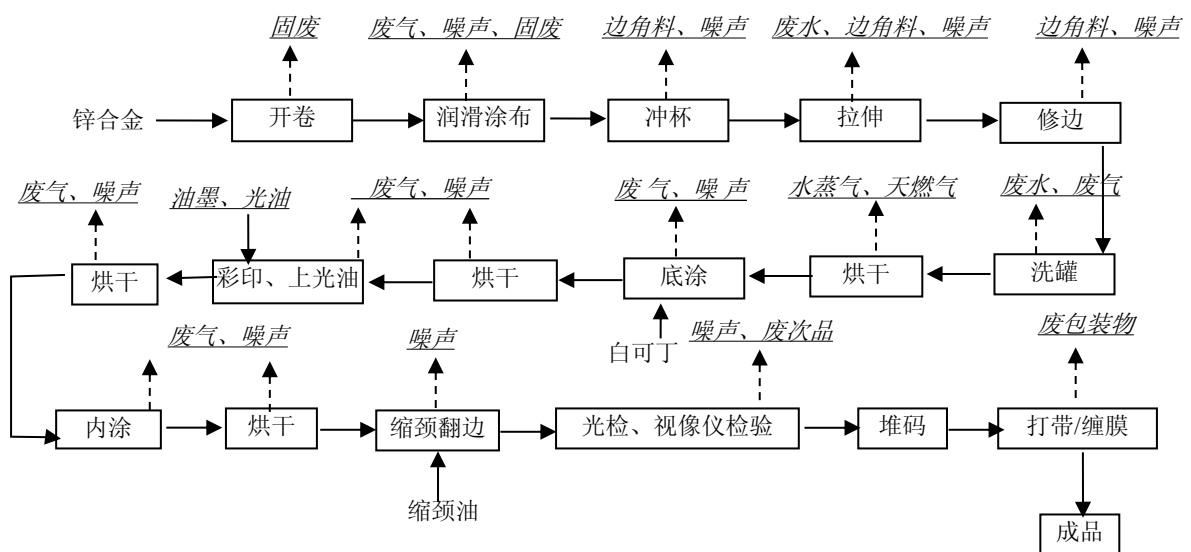 固废
废气、噪声、固废
边角料、噪声
废水、边角料、噪声
边角料、噪声
锌合金
开卷
润滑涂布
冲杯
拉伸
修边
废气、噪声
油墨、光油
废气、噪声
废气、噪声
水蒸气、天燃气
废水、废气
烘干
彩印、上光油
烘干
底涂
烘干
洗罐
白可丁
废气、噪声
噪声
噪声、废次品
废包装物
内涂
烘干
缩颈翻边
光检、视像仪检验
堆码
打带/缠膜
缩颈油
成品